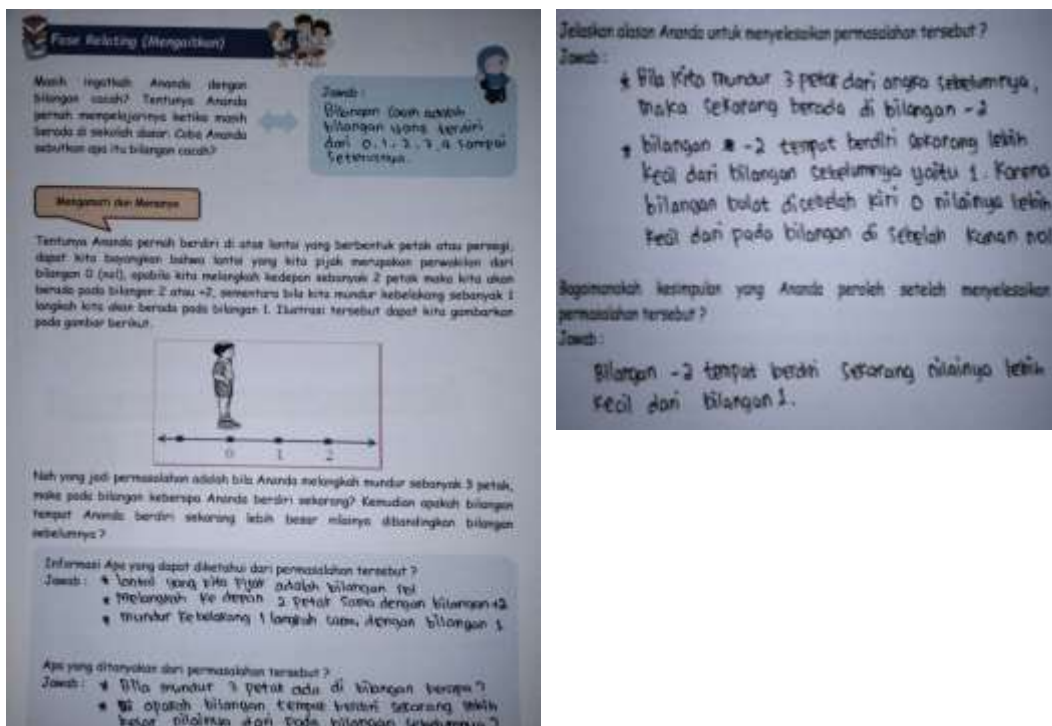 Fase Relating (Mengaitkan)
Masih ingatkah Ananda dengan
bilangan cacah? Tentunya Ananda
pernah mempelajarinya ketika masih
berada di sekolah dasar. Coba Ananda
sebutkan apa itu bilangan cacah?
Jawab :
Bilangan cacah adalah
bilangan yang terdiri
dari 0, 1, 2, 3, 4 sampai
seterusnya.
Mengamati dan Menanya
Tentunya Ananda pernah berdiri di atas lantai yang berbentuk petak atau persegi,
dapat kita bayangkan bahwa lantai yang kita pijak merupakan perwakilan dari
bilangan 0 (nol), apabila kita melangkah kedepan sebanyak 2 petak maka kita akan
berada pada bilangan 2 atau +2, sementara bila kita mundur kebelakang sebanyak 1
langkah kita akan berada pada bilangan 1. Ilustrasi tersebut dapat kita gambarkan
pada gambar berikut.
0 1 2
Nah yang jadi permasalahan adalah bila Ananda melangkah mundur sebanyak 3 petak,
maka pada bilangan keberapa Ananda berdiri sekarang? Kemudian apakah bilangan
tempat Ananda berdiri sekarang lebih besar nilainya dibandingkan bilangan
sebelumnya ?
Informasi Apa yang dapat diketahui dari permasalahan tersebut ?
Jawab : * lantai yang kita pijak adalah bilangan nol
* Melangkah ke depan 2 petak sama dengan bilangan +2
* mundur kebelakang 1 langkah sama dengan bilangan 1
Apa yang ditanyakan dari permasalahan tersebut ?
Jawab : * Bila mundur 3 petak ada di bilangan berapa ?
* apakah bilangan tempat berdiri sekarang lebih
besar nilainya dari pada bilangan sebelumnya ?
Jelaskan alasan Ananda untuk menyelesaikan permasalahan tersebut ?
Jawab :
* Bila kita mundur 3 petak dari angka sebelumnya,
maka sekarang berada di bilangan -2
* bilangan -2 tempat berdiri sekarang lebih
kecil dari bilangan sebelumnya yaitu 1. Karena
bilangan bulat disebelah kiri 0 nilainya lebih
kecil dari pada bilangan di sebelah kanan nol
Bagaimanakah kesimpulan yang Ananda peroleh setelah menyelesaikan
permasalahan tersebut ?
Jawab :
Bilangan -2 tempat berdiri sekarang nilainya lebih
kecil dari bilangan 1.